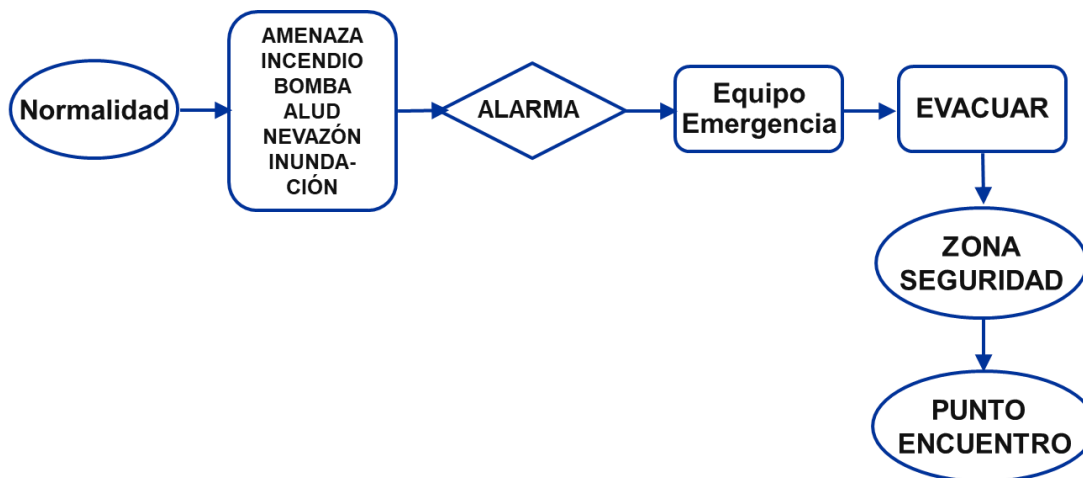 Normalidad
AMENAZA
INCENDIO
BOMBA
ALUD
NEVAZÓN
INUNDA-
CIÓN
ALARMA
Equipo
Emergencia
EVACUAR
ZONA
SEGURIDAD
PUNTO
ENCUENTRO